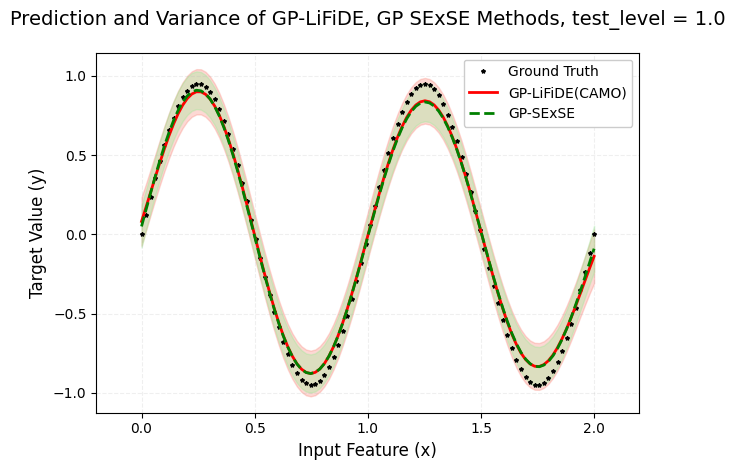 Prediction and Variance of GP-LiFiDE, GP SExSE Methods, test_level = 1.0
Ground Truth
GP-LiFiDE(CAMO)
GP-SExSE
1.0
0.5
0.0
−0.5
−1.0
Target Value (y)
0.0 0.5 1.0 1.5 2.0
Input Feature (x)